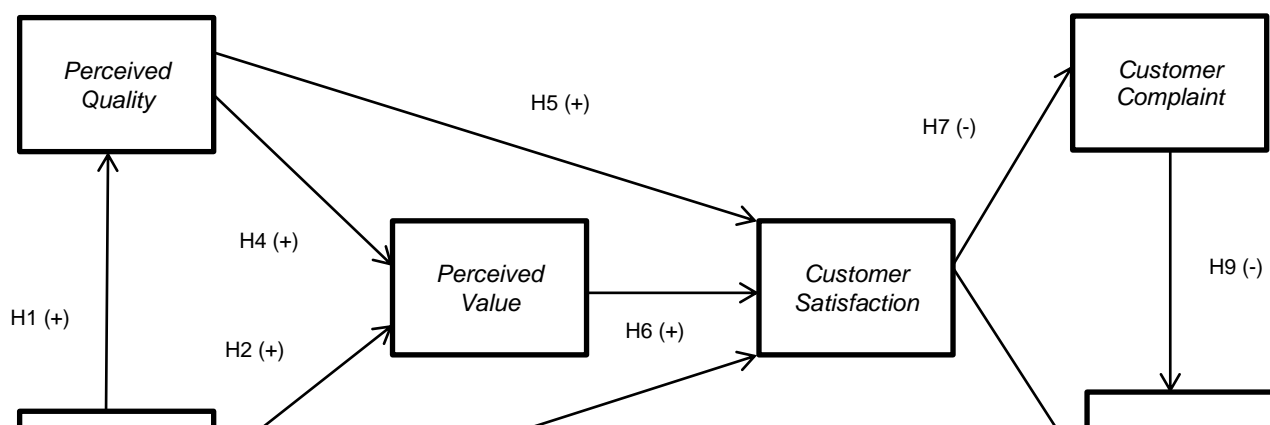 Perceived
Quality
Customer
Complaint
H5 (+)
H7 (-)
H4 (+)
Perceived
Value
Customer
Satisfaction
H9 (-)
H1 (+)
H2 (+)
H6 (+)